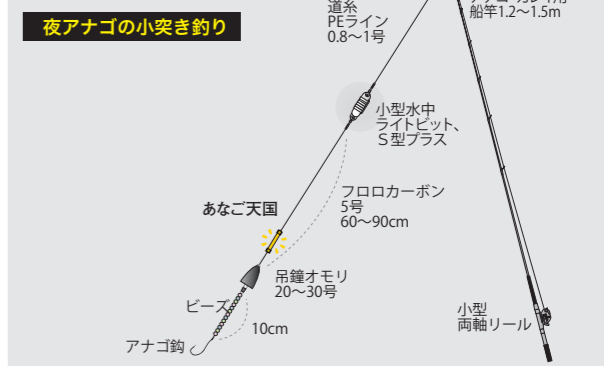 夜アナゴの小突き釣り
道糸
PEライン
0.8〜1号
船竿1.2〜1.5m
小型水中
ライトビット、
S型プラス
フロロカーボン
5号
60〜90cm
あなご天国
吊鐘オモリ
20〜30号
ビーズ
10cm
アナゴ鈎
小型
両軸リール